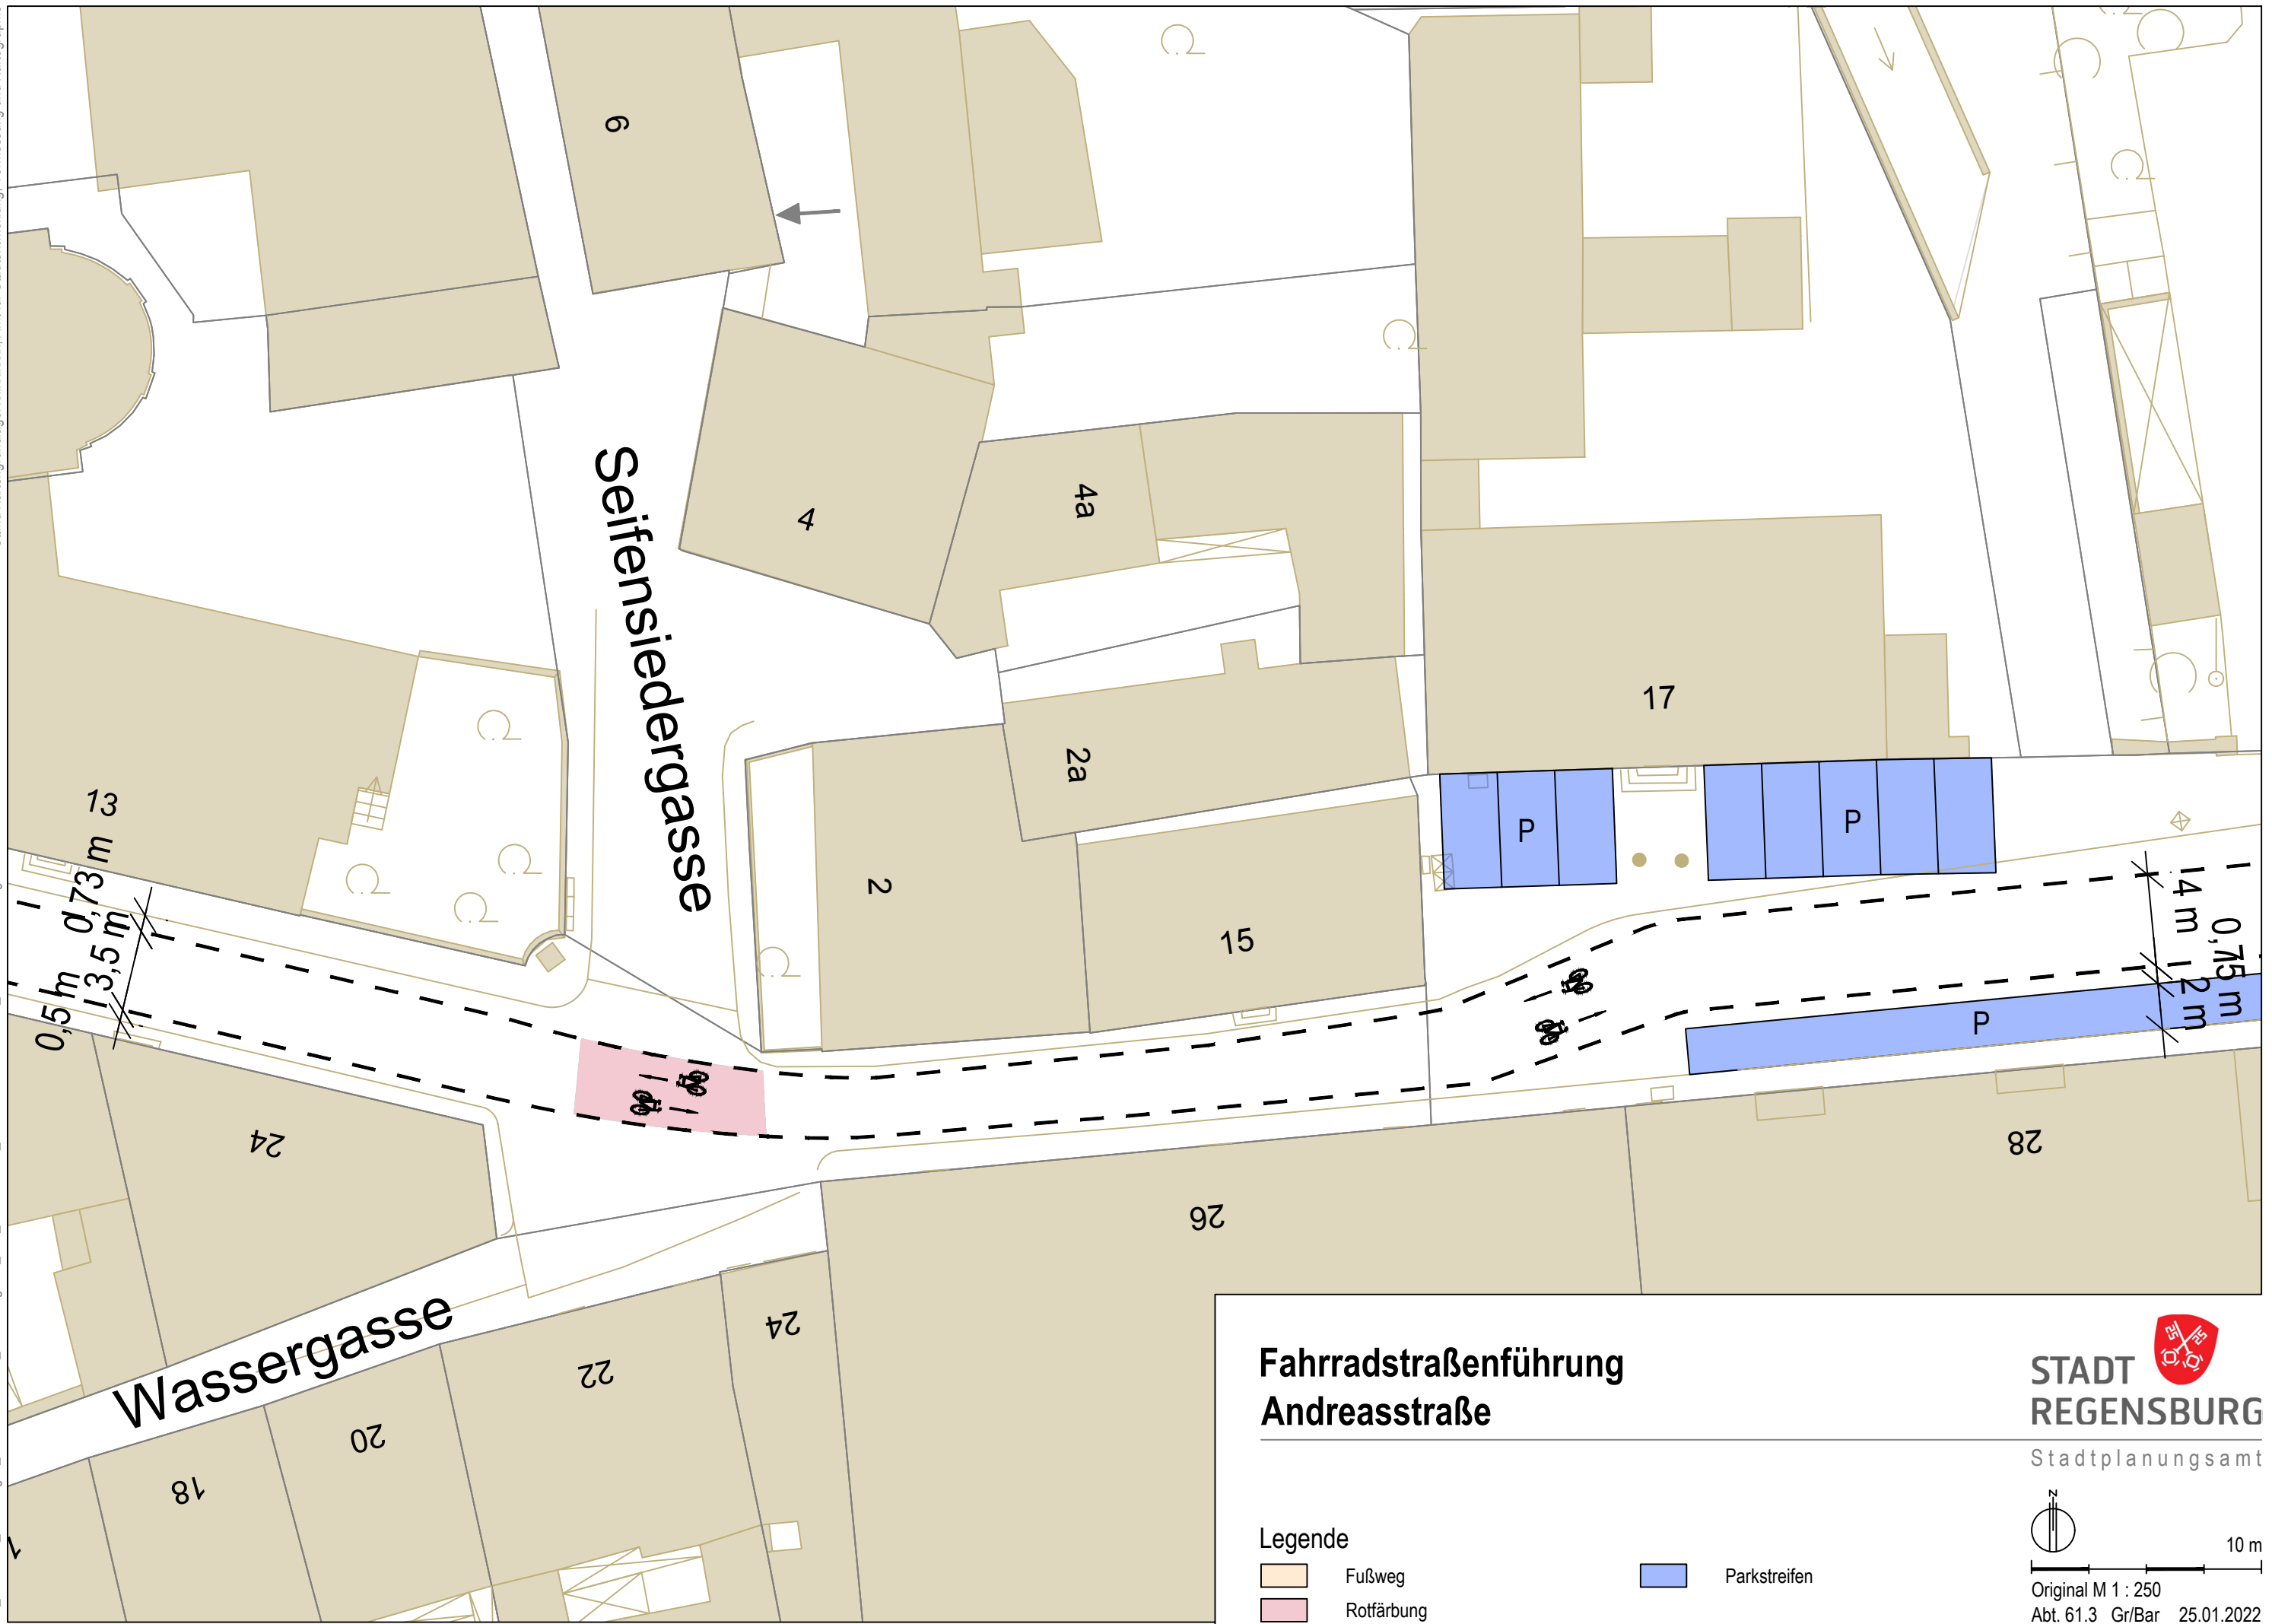 6
4
4a
Seifensiedergasse
17
2a
13
2
15
0,73 m
3,5 m
0,5 m
P
P
4 m
0,75 m
2 m
P
24
28
26
Wassergasse
24
22
20
18
1
Fahrradstraßenführung
Andreasstraße
STADT
REGENSBURG
Stadtplanungsamt
N
10 m
Original M 1 : 250
Abt. 61.3 Gr/Bar 25.01.2022
Legende
Fußweg
Parkstreifen
Rotfärbung